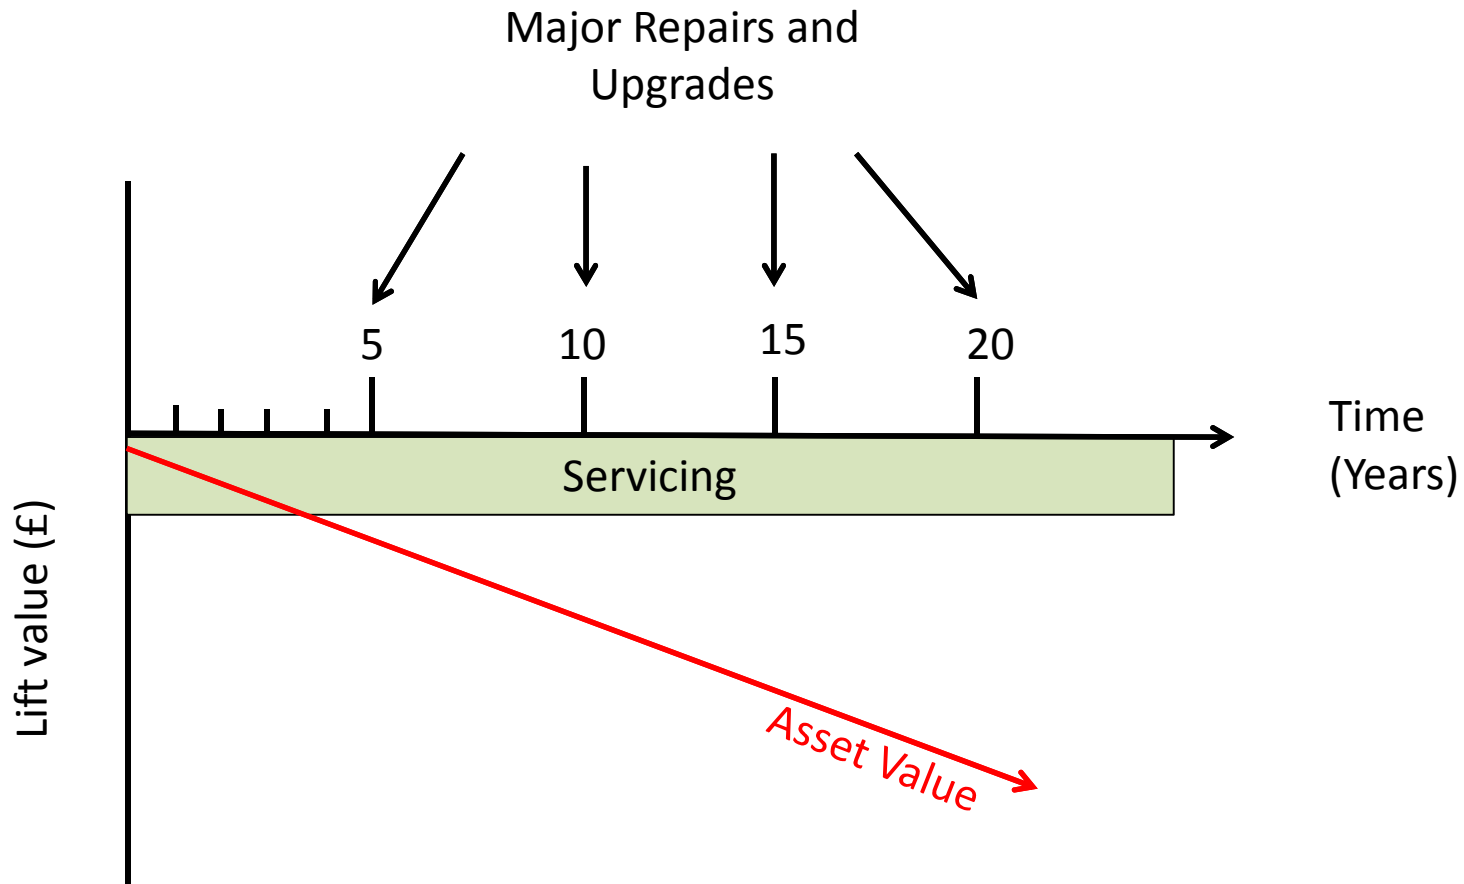 Major Repairs and
Upgrades
5
10
15
20
Time
(Years)
Servicing
Lift value (£)
Asset Value